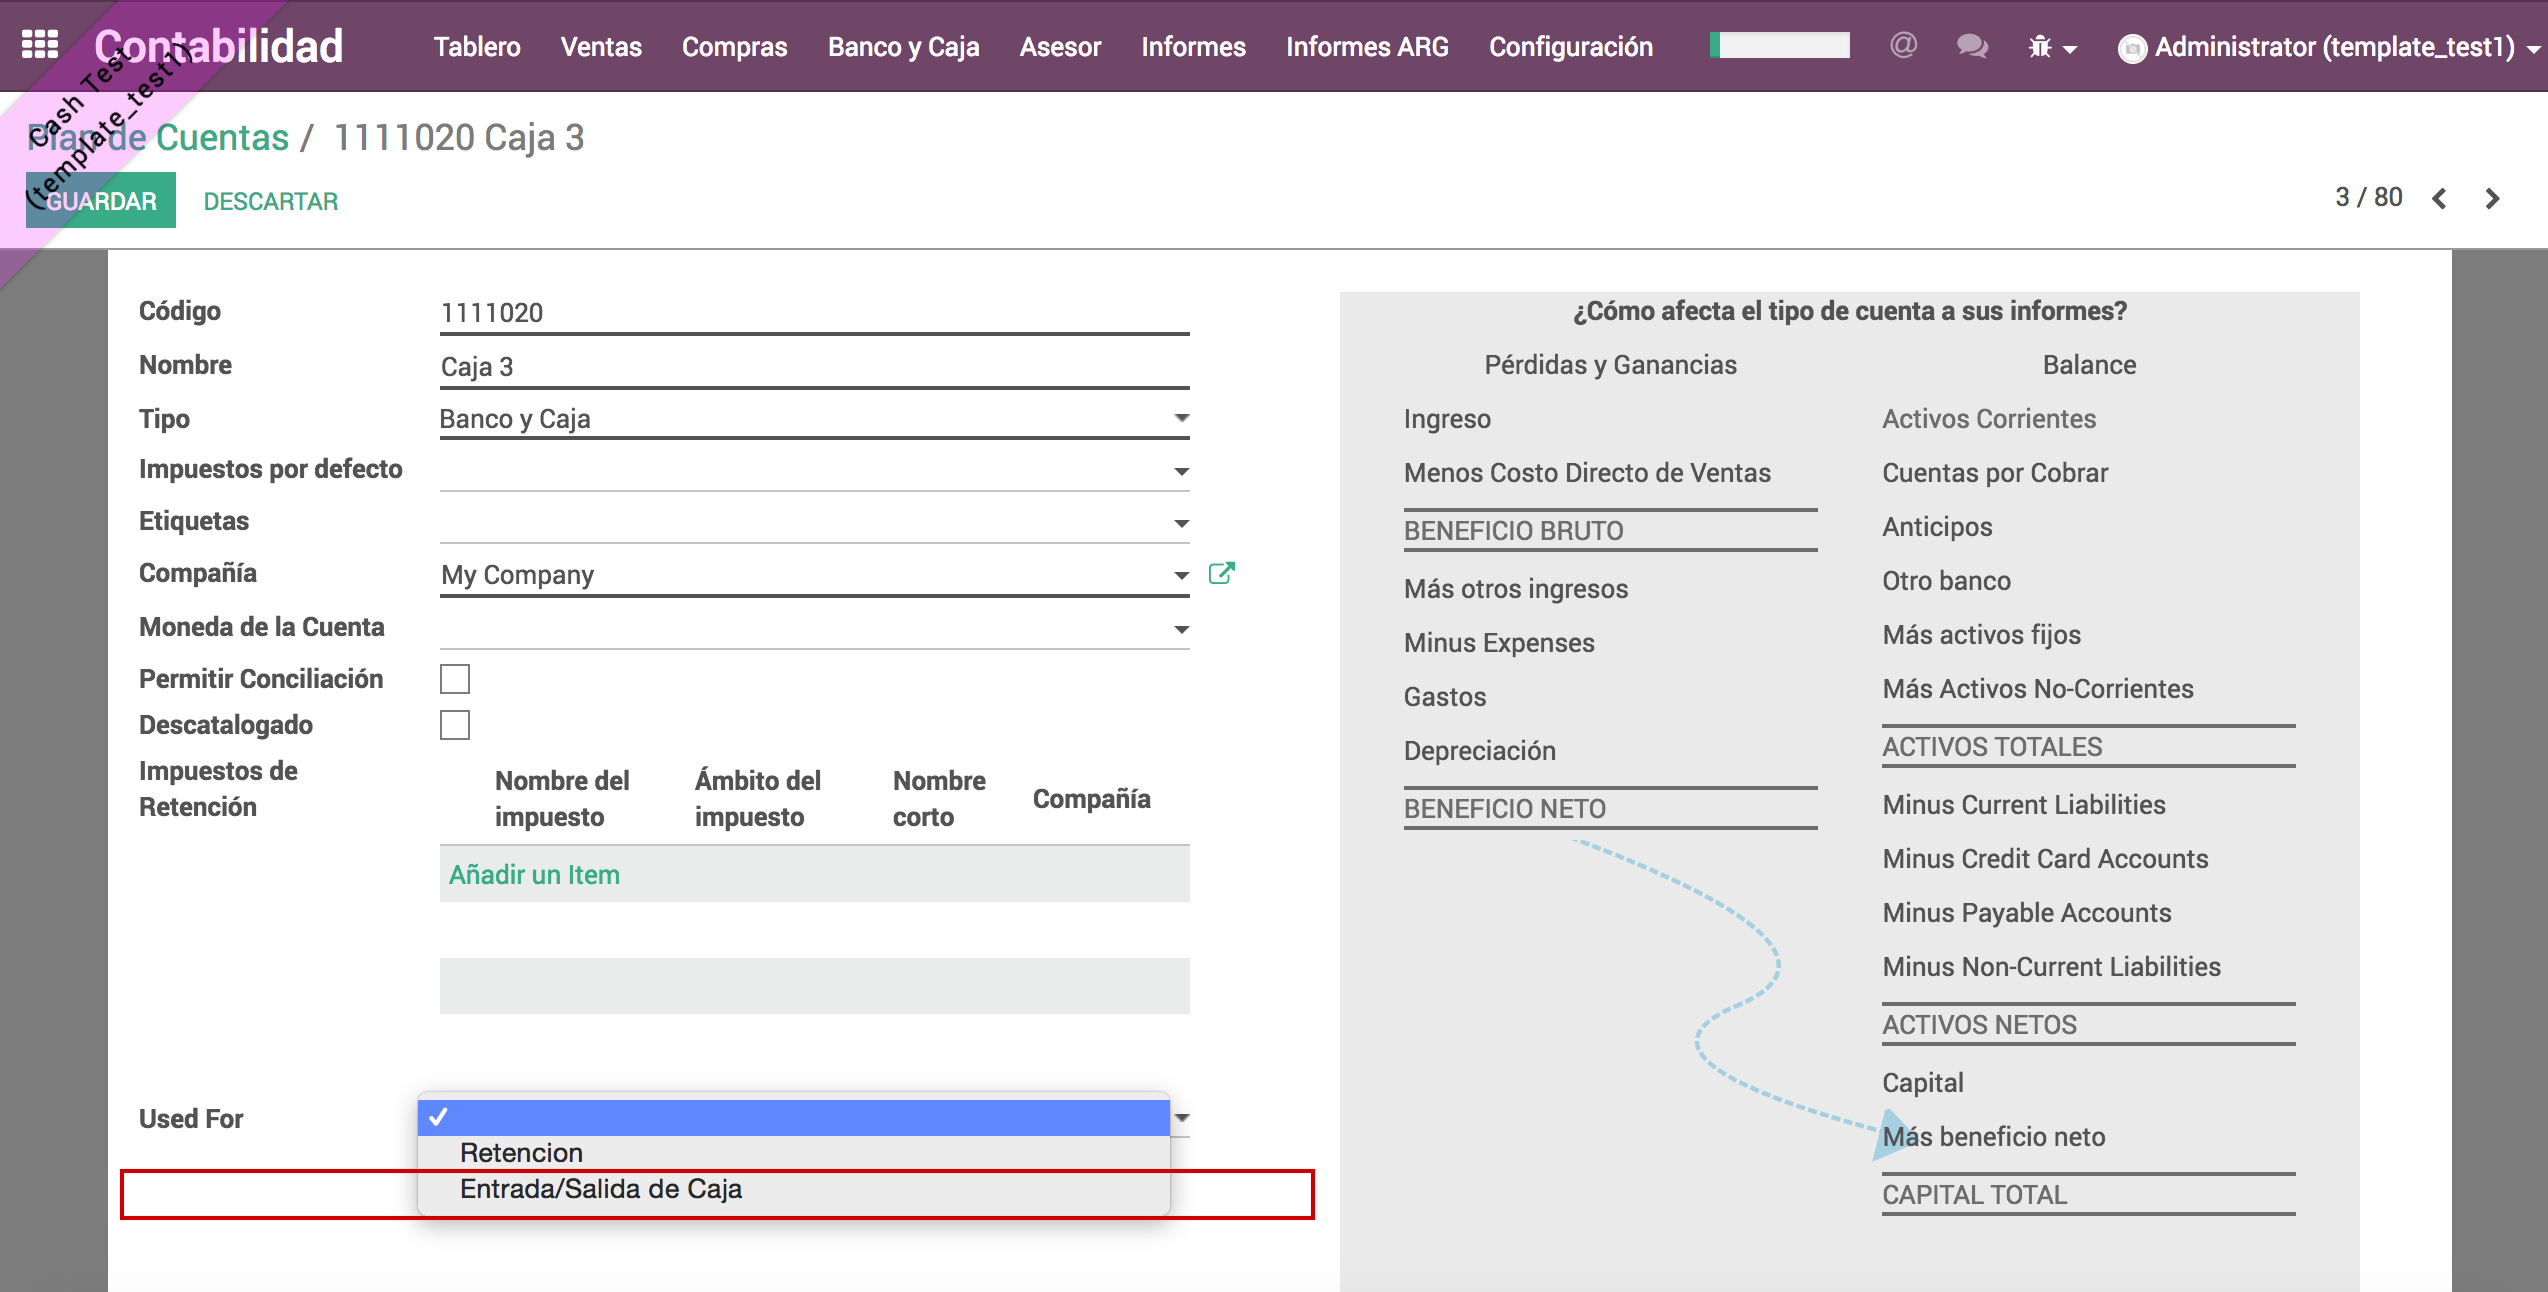 Contabilidad
Tablero Ventas Compras Banco y Caja Asesor Informes Informes ARG Configuración @ Administrator (template_test1)
Cash Test
(template_test1)
Plan de Cuentas / 1111020 Caja 3
GUARDAR DESCARTAR
3 / 80
Código 1111020
Nombre Caja 3
Tipo Banco y Caja
Impuestos por defecto
Etiquetas
Compañía My Company
Moneda de la Cuenta
Permitir Conciliación
Descatalogado
Impuestos de
Retención
Nombre del
impuesto
Ámbito del
impuesto
Nombre
corto
Compañía
Añadir un Item
Used For
Retencion
Entrada/Salida de Caja
¿Cómo afecta el tipo de cuenta a sus informes?
Pérdidas y Ganancias
Ingreso
Menos Costo Directo de Ventas
BENEFICIO BRUTO
Más otros ingresos
Minus Expenses
Gastos
Depreciación
BENEFICIO NETO
Balance
Activos Corrientes
Cuentas por Cobrar
Anticipos
Otro banco
Más activos fijos
Más Activos No-Corrientes
ACTIVOS TOTALES
Minus Current Liabilities
Minus Credit Card Accounts
Minus Payable Accounts
Minus Non-Current Liabilities
ACTIVOS NETOS
Capital
Más beneficio neto
CAPITAL TOTAL